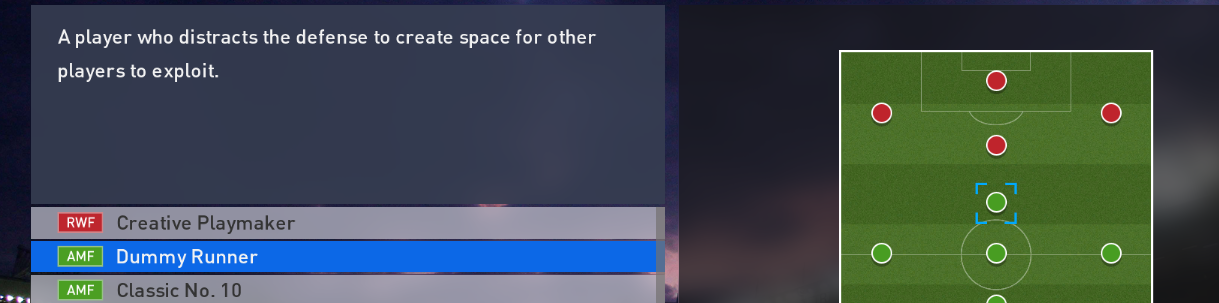 A player who distracts the defense to create space for other
players to exploit.
RWF Creative Playmaker
AMF Dummy Runner
AMF Classic No. 10